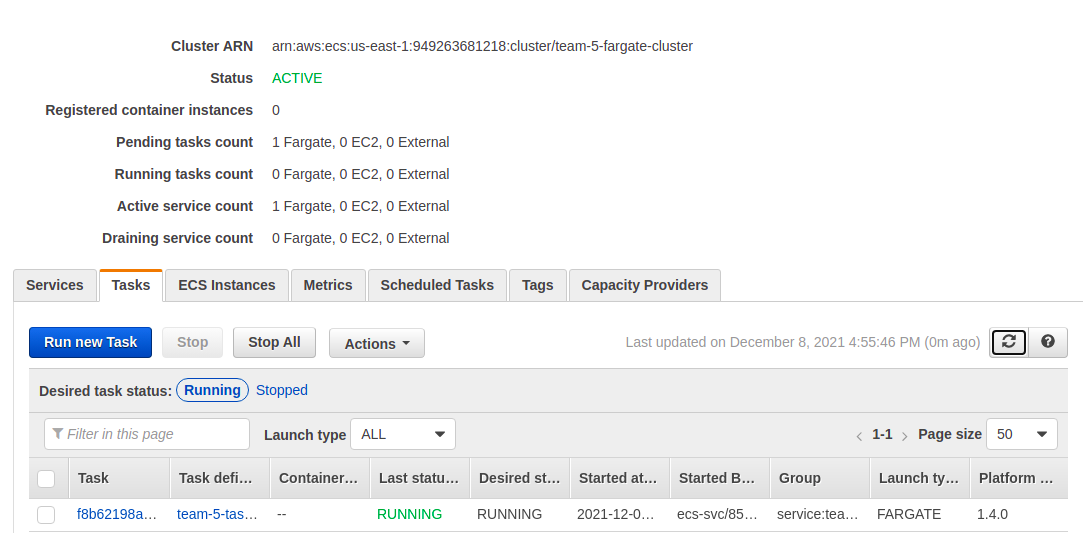 Cluster ARN arn:aws:ecs:us-east-1:949263681218:cluster/team-5-fargate-cluster
Status ACTIVE
Registered container instances 0
Pending tasks count 1 Fargate, 0 EC2, 0 External
Running tasks count 0 Fargate, 0 EC2, 0 External
Active service count 1 Fargate, 0 EC2, 0 External
Draining service count 0 Fargate, 0 EC2, 0 External
Services Tasks ECS Instances Metrics Scheduled Tasks Tags Capacity Providers
Run new Task Stop Stop All Actions Last updated on December 8, 2021 4:55:46 PM (0m ago) ?
Desired task status: Running Stopped
Filter in this page Launch type ALL < 1-1 > Page size 50
Task Task defi... Container... Last statu... Desired st... Started at... Started B... Group Launch ty... Platform ...
f8b62198a... team-5-tas... -- RUNNING RUNNING 2021-12-0... ecs-svc/85... service:tea... FARGATE 1.4.0